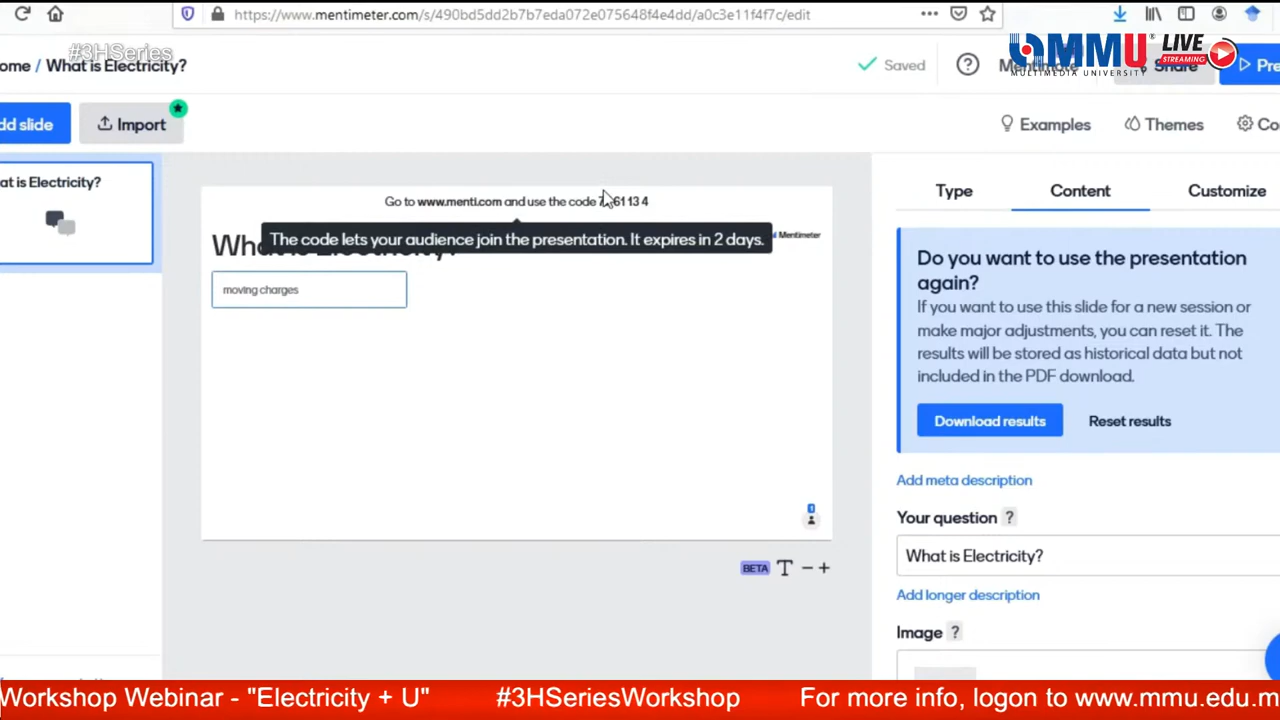 https://www.mentimeter.com/s/490bd5dd2b7b7eda072e075648f4e4dd/a0c3e11f4f7c/edit
#3HSeries
ome / What is Electricity?
Saved
?
Share
Pre
MMU
MULTIMEDIA UNIVERSITY
LIVE
STREAMING
dd slide
Import
Examples
Themes
Co
at is Electricity?
Go to www.menti.com and use the code 61 13 4
The code lets your audience join the presentation. It expires in 2 days.
Mentimeter
moving charges
1
BETA T − +
Type
Content
Customize
Do you want to use the presentation
again?
If you want to use this slide for a new session or
make major adjustments, you can reset it. The
results will be stored as historical data but not
included in the PDF download.
Download results
Reset results
Add meta description
Your question ?
What is Electricity?
Add longer description
Image ?
Workshop Webinar - "Electricity + U"
#3HSeriesWorkshop
For more info, logon to www.mmu.edu.m